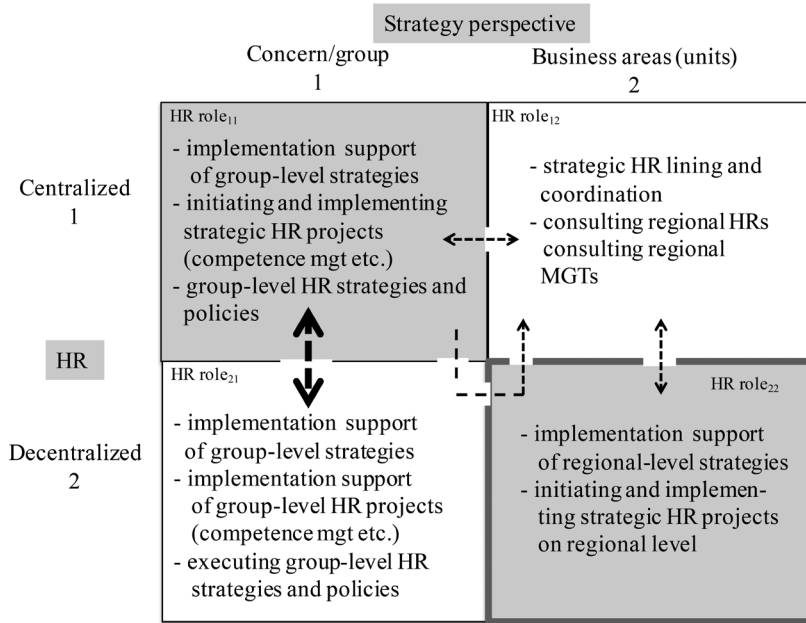 Strategy perspective
Concern/group
1
Business areas (units)
2
Centralized
1
HR
Decentralized
2
HR role₁₁
- implementation support
of group-level strategies
- initiating and implementing
strategic HR projects
(competence mgt etc.)
- group-level HR strategies and
policies
HR role₁₂
- strategic HR lining and
coordination
- consulting regional HRs
consulting regional
MGTs
HR role₂₁
- implementation support
of group-level strategies
- implementation support
of group-level HR projects
(competence mgt etc.)
- executing group-level HR
strategies and policies
HR role₂₂
- implementation support
of regional-level strategies
- initiating and implemen-
ting strategic HR projects
on regional level